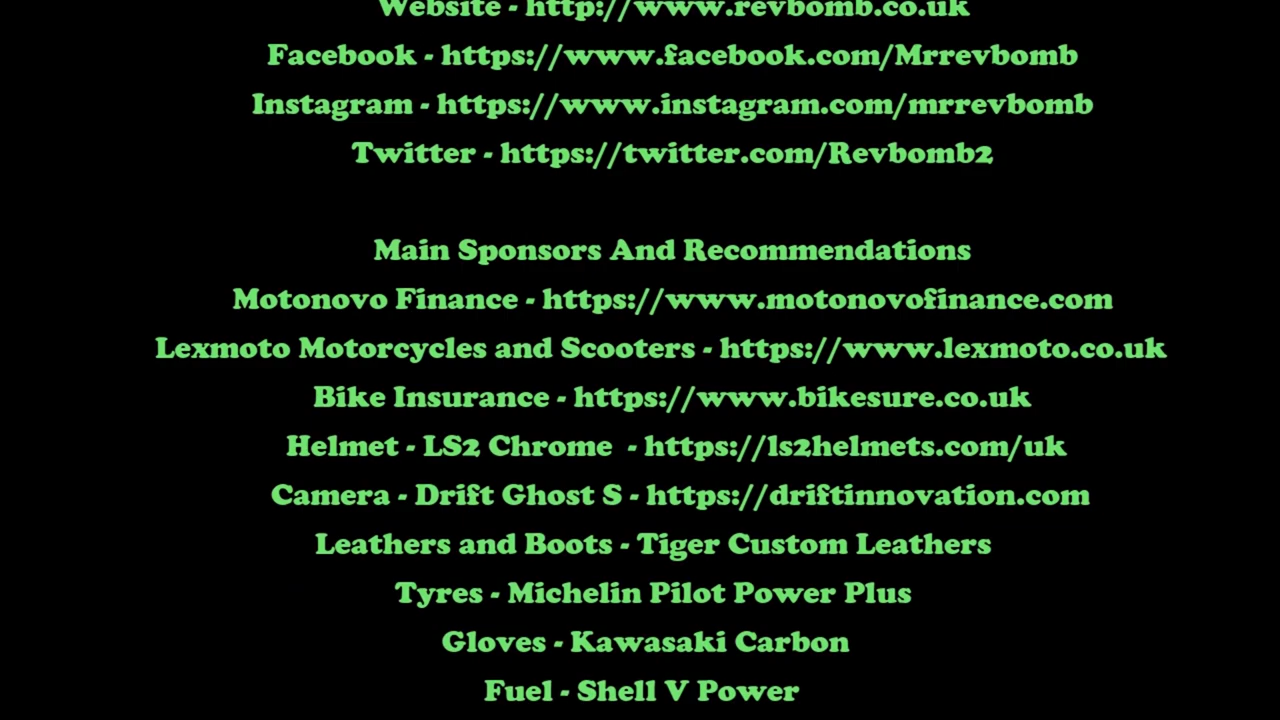 Website - http://www.revbomb.co.uk
Facebook - https://www.facebook.com/Mrrevbomb
Instagram - https://www.instagram.com/mrrevbomb
Twitter - https://twitter.com/Revbomb2
Main Sponsors And Recommendations
Motonovo Finance - https://www.motonovofinance.com
Lexmoto Motorcycles and Scooters - https://www.lexmoto.co.uk
Bike Insurance - https://www.bikesure.co.uk
Helmet - LS2 Chrome  - https://ls2helmets.com/uk
Camera - Drift Ghost S - https://driftinnovation.com
Leathers and Boots - Tiger Custom Leathers
Tyres - Michelin Pilot Power Plus
Gloves - Kawasaki Carbon
Fuel - Shell V Power